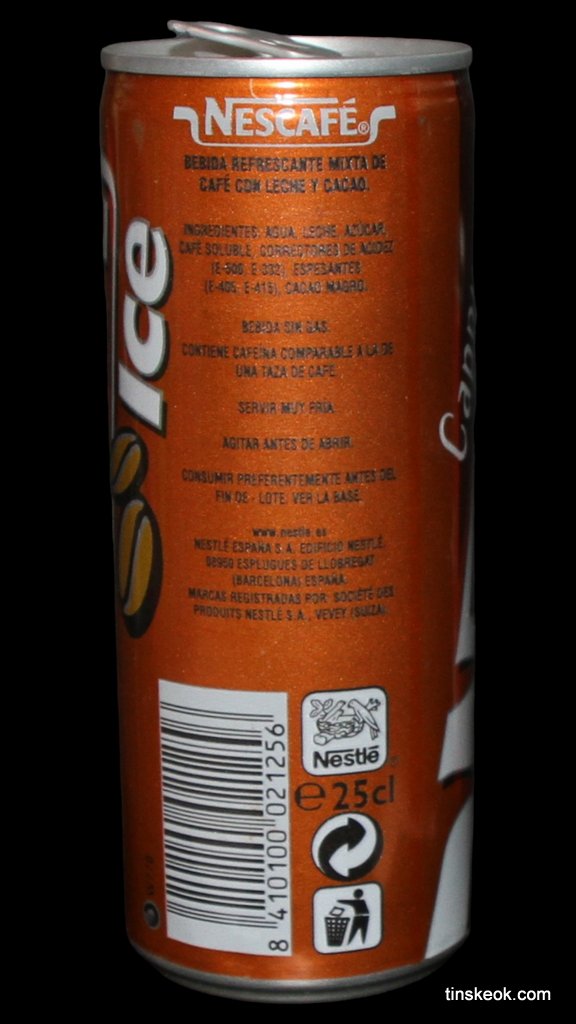 NESCAFÉ®
BEBIDA REFRESCANTE MIXTA DE
CAFÉ CON LECHE Y CACAO.
INGREDIENTES: AGUA, LECHE, AZÚCAR,
CAFÉ SOLUBLE, CORRECTORES DE ACIDEZ
(E-500, E-332), ESPESANTES
(E-405, E-415), CACAO MAGRO.
BEBIDA SIN GAS.
CONTIENE CAFEÍNA COMPARABLE A LA DE
UNA TAZA DE CAFÉ.
SERVIR MUY FRÍA.
AGITAR ANTES DE ABRIR.
CONSUMIR PREFERENTEMENTE ANTES DEL
FIN DE - LOTE: VER LA BASE.
www.nestle.es
NESTLÉ ESPAÑA S.A. EDIFICIO NESTLÉ,
08950 ESPLUGUES DE LLOBREGAT
(BARCELONA) ESPAÑA.
MARCAS REGISTRADAS POR: SOCIÉTÉ DES
PRODUITS NESTLÉ S.A., VEVEY (SUIZA).
Ice
Capp
Nestlé
e 25cl
8 410100 021256
tinskeok.com